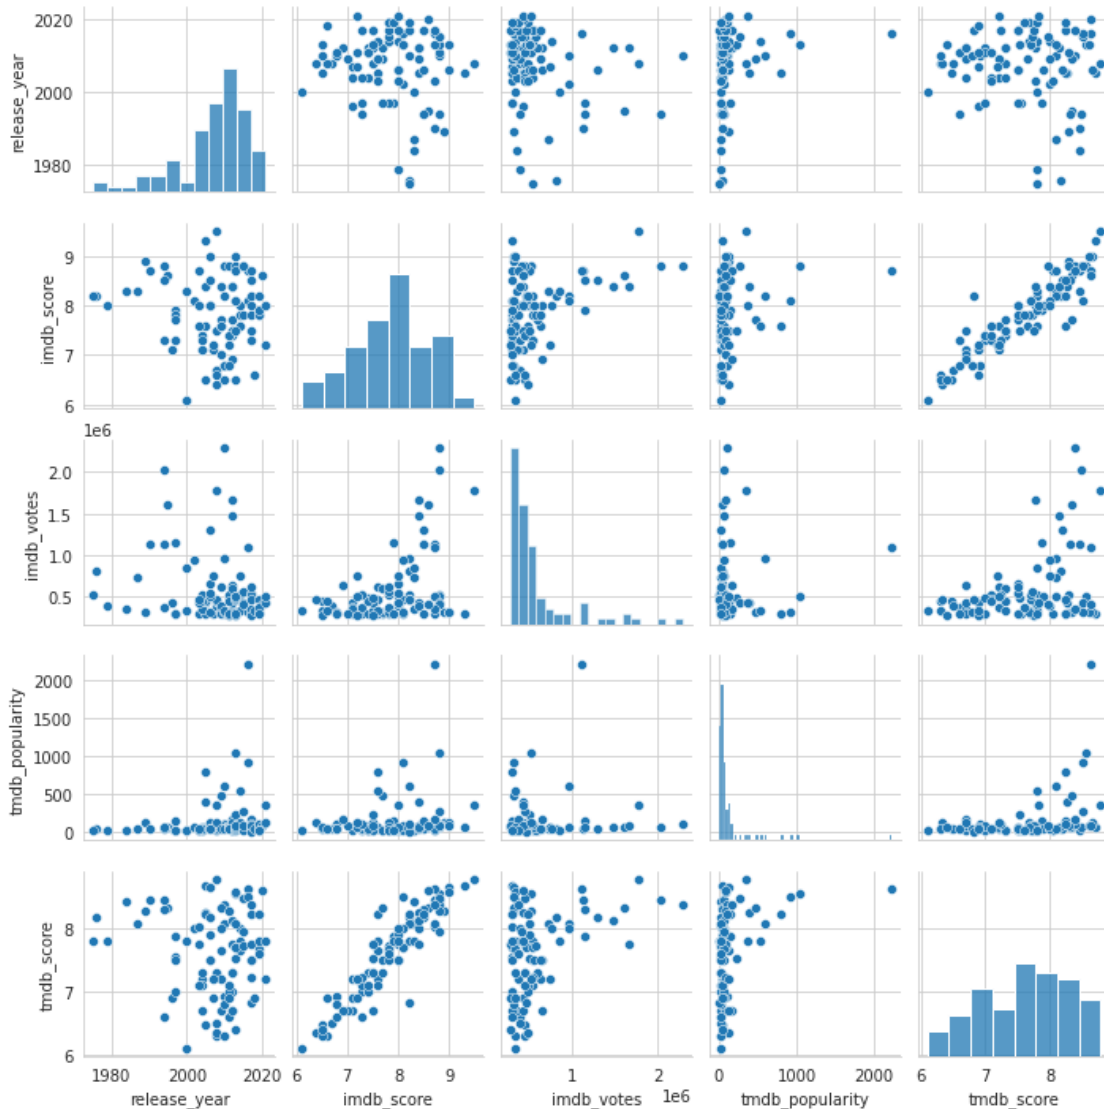 2020
2000
1980
release_year
9
8
7
6
imdb_score
1e6
2.0
1.5
1.0
0.5
imdb_votes
2000
1500
1000
500
0
tmdb_popularity
8
7
6
tmdb_score
1980 2000 2020
6 7 8 9
1 2
1e6
0 1000 2000
6 7 8
release_year
imdb_score
imdb_votes
tmdb_popularity
tmdb_score